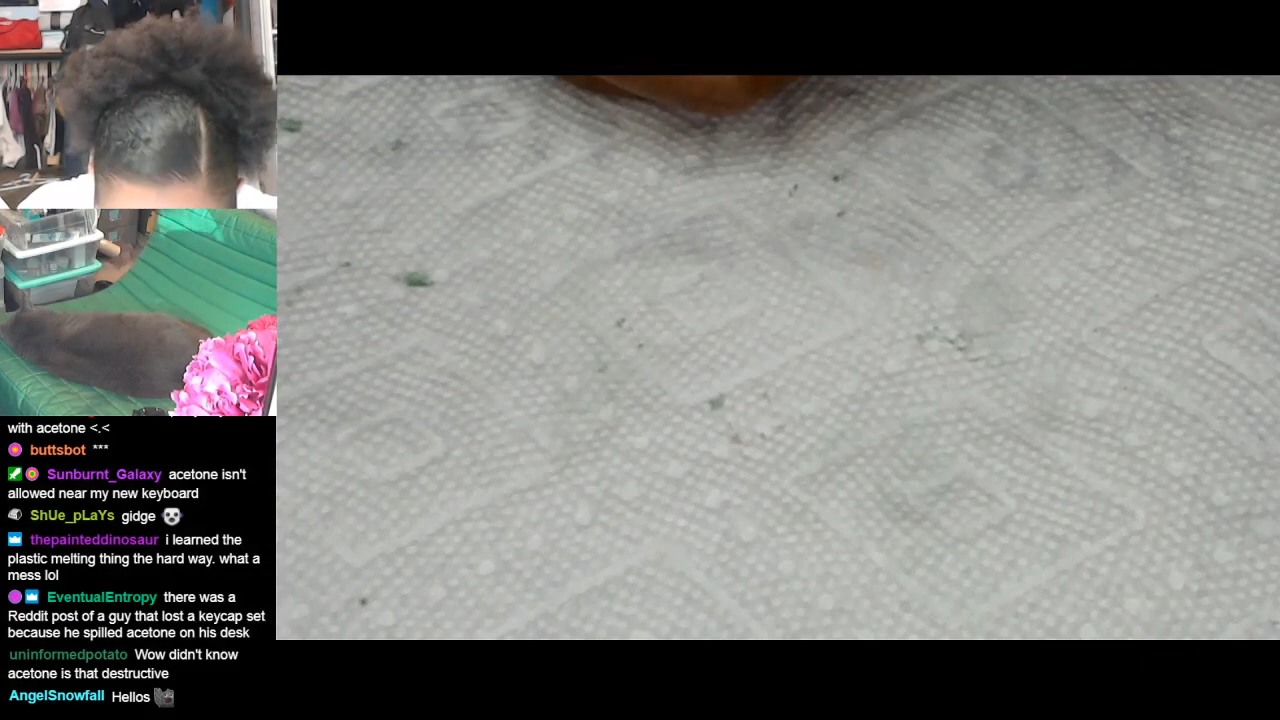 with acetone <.<
buttsbot ***
Sunburnt_Galaxy acetone isn't
allowed near my new keyboard
ShUe_pLaYs gidge
thepainteddinosaur i learned the
plastic melting thing the hard way. what a
mess lol
EventualEntropy there was a
Reddit post of a guy that lost a keycap set
because he spilled acetone on his desk
uninformedpotato Wow didn't know
acetone is that destructive
AngelSnowfall Hellos